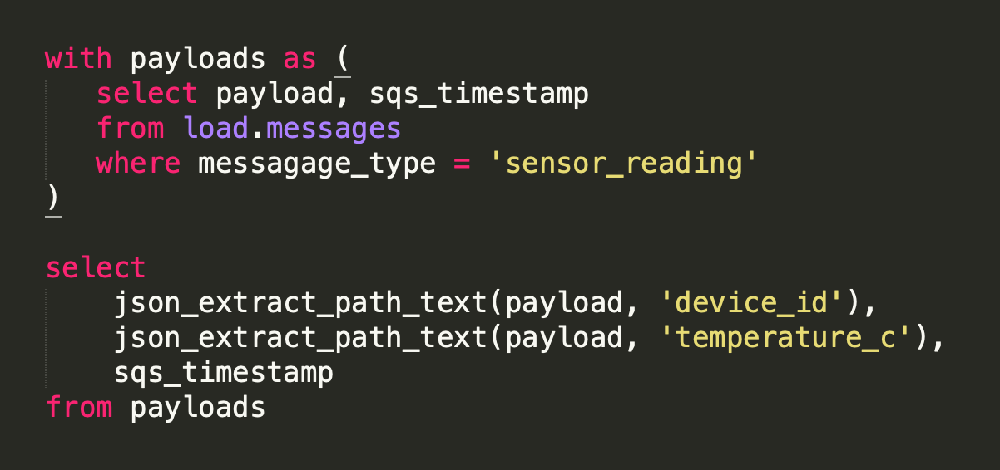 with payloads as (
select payload, sqs_timestamp
from load.messages
where messagage_type = 'sensor_reading'
)
select
json_extract_path_text(payload, 'device_id'),
json_extract_path_text(payload, 'temperature_c'),
sqs_timestamp
from payloads